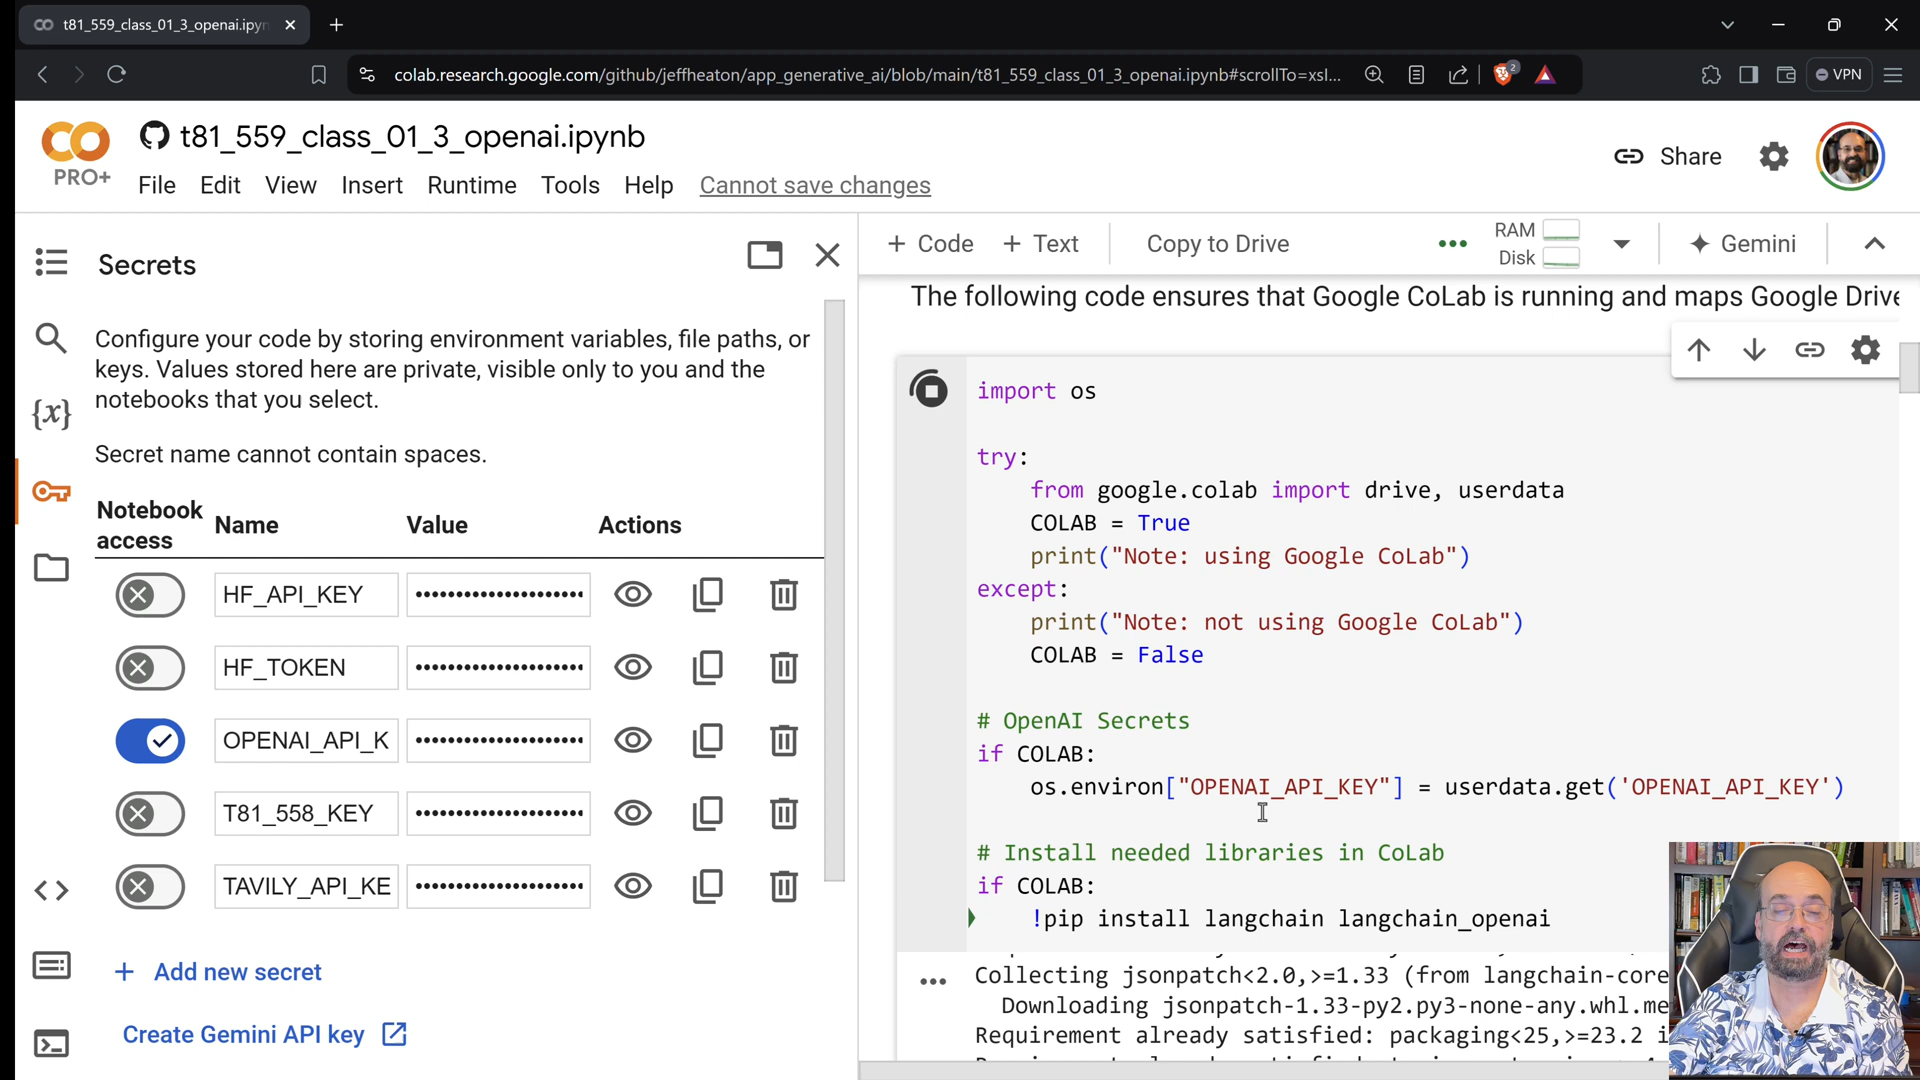 t81_559_class_01_3_openai.ipyn
colab.research.google.com/github/jeffheaton/app_generative_ai/blob/main/t81_559_class_01_3_openai.ipynb#scrollTo=xsI...
2
VPN
PRO+
t81_559_class_01_3_openai.ipynb
File Edit View Insert Runtime Tools Help Cannot save changes
Share
Secrets
Configure your code by storing environment variables, file paths, or
keys. Values stored here are private, visible only to you and the
notebooks that you select.
Secret name cannot contain spaces.
Notebook
access
Name Value Actions
HF_API_KEY
HF_TOKEN
OPENAI_API_K
T81_558_KEY
TAVILY_API_KE
+ Add new secret
Create Gemini API key
+ Code + Text Copy to Drive
RAM
Disk
Gemini
The following code ensures that Google CoLab is running and maps Google Drive
import os
try:
from google.colab import drive, userdata
COLAB = True
print("Note: using Google CoLab")
except:
print("Note: not using Google CoLab")
COLAB = False
# OpenAI Secrets
if COLAB:
os.environ["OPENAI_API_KEY"] = userdata.get('OPENAI_API_KEY')
# Install needed libraries in CoLab
if COLAB:
!pip install langchain langchain_openai
Collecting jsonpatch<2.0,>=1.33 (from langchain-core
Downloading jsonpatch-1.33-py2.py3-none-any.whl.me
Requirement already satisfied: packaging<25,>=23.2 i